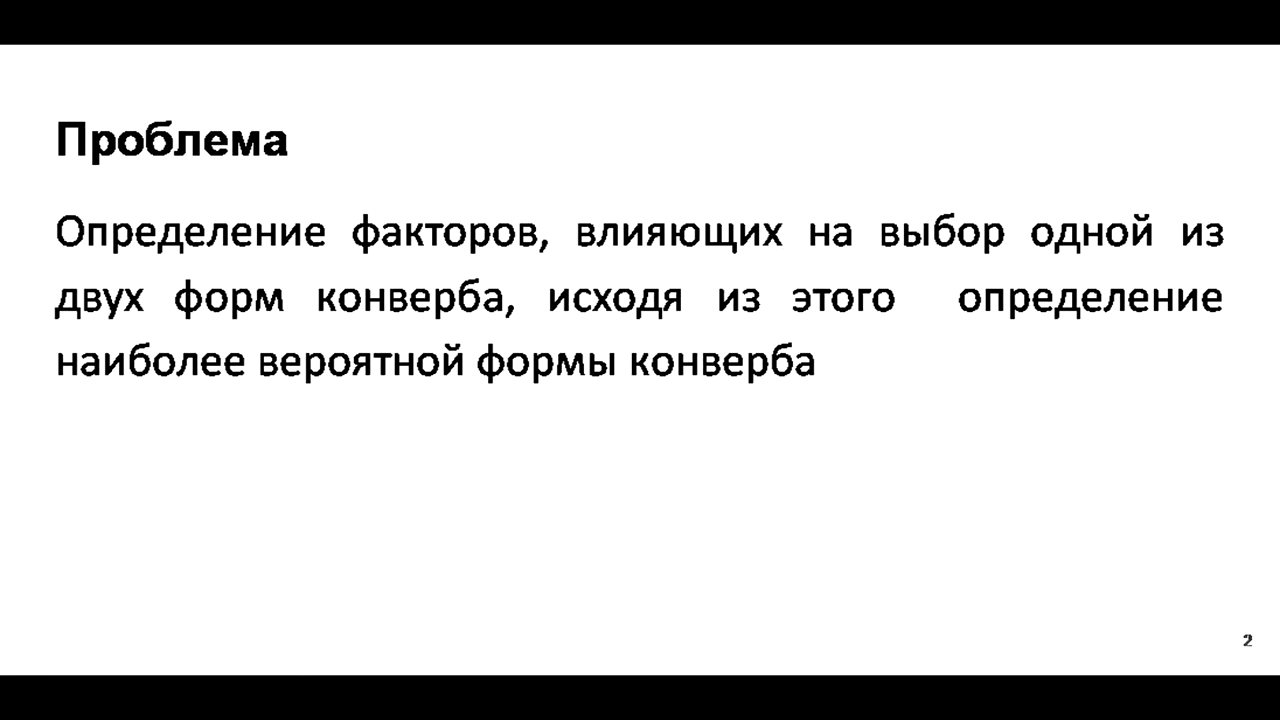 Проблема
Определение факторов, влияющих на выбор одной из
двух форм конверба, исходя из этого определение
наиболее вероятной формы конверба
2